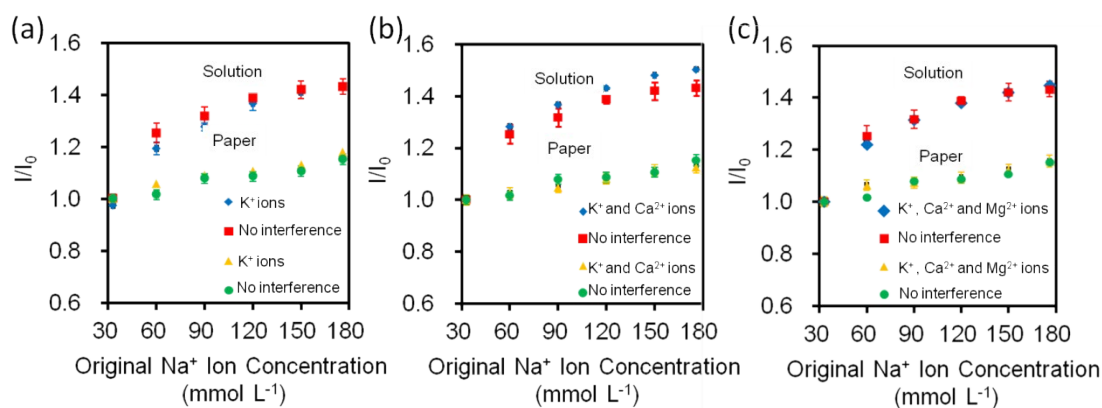 (a)
1.6
1.4
1.2
1.0
0.8
0.6
I/I₀
Solution
Paper
K⁺ ions
No interference
K⁺ ions
No interference
30 60 90 120 150 180
Original Na⁺ Ion Concentration
(mmol L⁻¹)
(b)
1.6
1.4
1.2
1.0
0.8
0.6
I/I₀
Solution
Paper
K⁺ and Ca²⁺ ions
No interference
K⁺ and Ca²⁺ ions
No interference
30 60 90 120 150 180
Original Na⁺ Ion Concentration
(mmol L⁻¹)
(c)
1.6
1.4
1.2
1.0
0.8
0.6
I/I₀
Solution
Paper
K⁺, Ca²⁺ and Mg²⁺ ions
No interference
K⁺, Ca²⁺ and Mg²⁺ ions
No interference
30 60 90 120 150 180
Original Na⁺ Ion Concentration
(mmol L⁻¹)